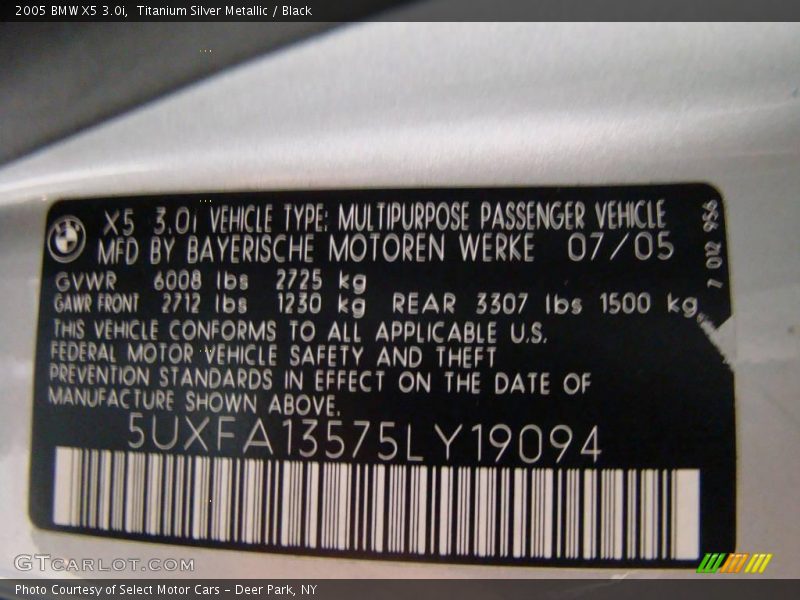 2005 BMW X5 3.0i, Titanium Silver Metallic / Black
X5 3.0i VEHICLE TYPE: MULTIPURPOSE PASSENGER VEHICLE
MFD BY BAYERISCHE MOTOREN WERKE 07/05
GVWR 6008 lbs 2725 kg
GAWR FRONT 2712 lbs 1230 kg REAR 3307 lbs 1500 kg
THIS VEHICLE CONFORMS TO ALL APPLICABLE U.S.
FEDERAL MOTOR VEHICLE SAFETY AND THEFT
PREVENTION STANDARDS IN EFFECT ON THE DATE OF
MANUFACTURE SHOWN ABOVE.
5UXFA13575LY19094
7 012 956
GTCARLOT.COM
Photo Courtesy of Select Motor Cars - Deer Park, NY